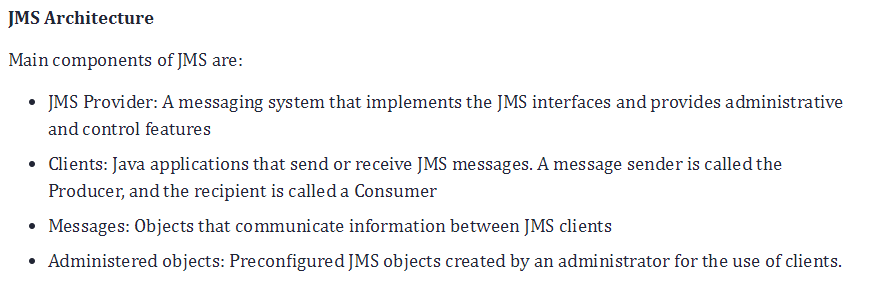 JMS Architecture
Main components of JMS are:
• JMS Provider: A messaging system that implements the JMS interfaces and provides administrative
and control features
• Clients: Java applications that send or receive JMS messages. A message sender is called the
Producer, and the recipient is called a Consumer
• Messages: Objects that communicate information between JMS clients
• Administered objects: Preconfigured JMS objects created by an administrator for the use of clients.